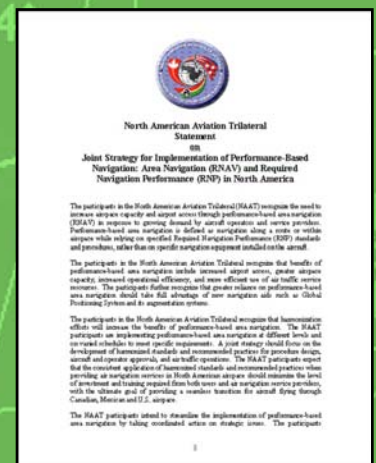 North American Aviation Trilateral
Statement
on
Joint Strategy for Implementation of Performance-Based
Navigation: Area Navigation (RNAV) and Required
Navigation Performance (RNP) in North America
The participants in the North American Aviation Trilateral (NAAT) recognize the need to
increase airspace capacity and airport access through performance-based area navigation
(RNAV) in response to growing demand by aircraft operators and service providers.
Performance-based area navigation is defined as navigation along a route or within
airspace while relying on specified Required Navigation Performance (RNP) standards
and procedures, rather than on specific navigation equipment installed on the aircraft.
The participants in the North American Aviation Trilateral recognize that benefits of
performance-based area navigation include increased airport access, greater airspace
capacity, increased operational efficiency, and more efficient use of air traffic service
resources. The participants further recognize that greater reliance on performance-based
area navigation should take full advantage of new navigation aids such as Global
Positioning System and its augmentation systems.
The participants in the North American Aviation Trilateral recognize that harmonization
efforts will increase the benefits of performance-based area navigation. The NAAT
participants are implementing performance-based area navigation at different levels and
on varied schedules to meet specific requirements. A joint strategy should focus on the
development of harmonized standards and recommended practices for procedure design,
aircraft and operator approvals, and air traffic operations. The NAAT participants expect
that the consistent application of harmonized standards and recommended practices when
providing air navigation services in North American airspace should minimize the level
of investment and training required from both users and air navigation service providers,
with the ultimate goal of providing a seamless transition for aircraft flying through
Canadian, Mexican and U.S. airspace.
The NAAT participants intend to streamline the implementation of performance-based
area navigation by taking coordinated action on strategic issues. The participants